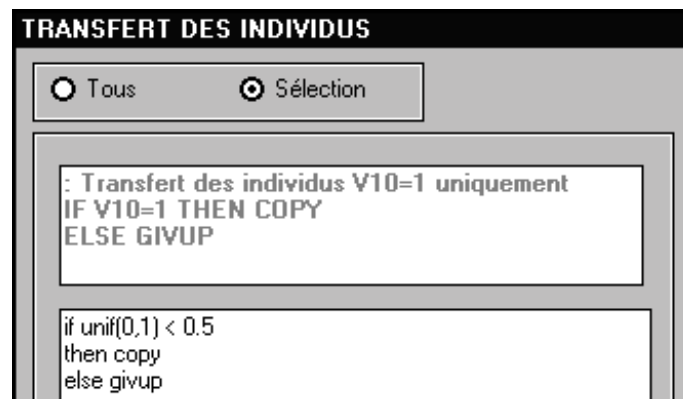 TRANSFERT DES INDIVIDUS
Tous Sélection
: Transfert des individus V10=1 uniquement
IF V10=1 THEN COPY
ELSE GIVUP
if unif(0,1) < 0.5
then copy
else givup